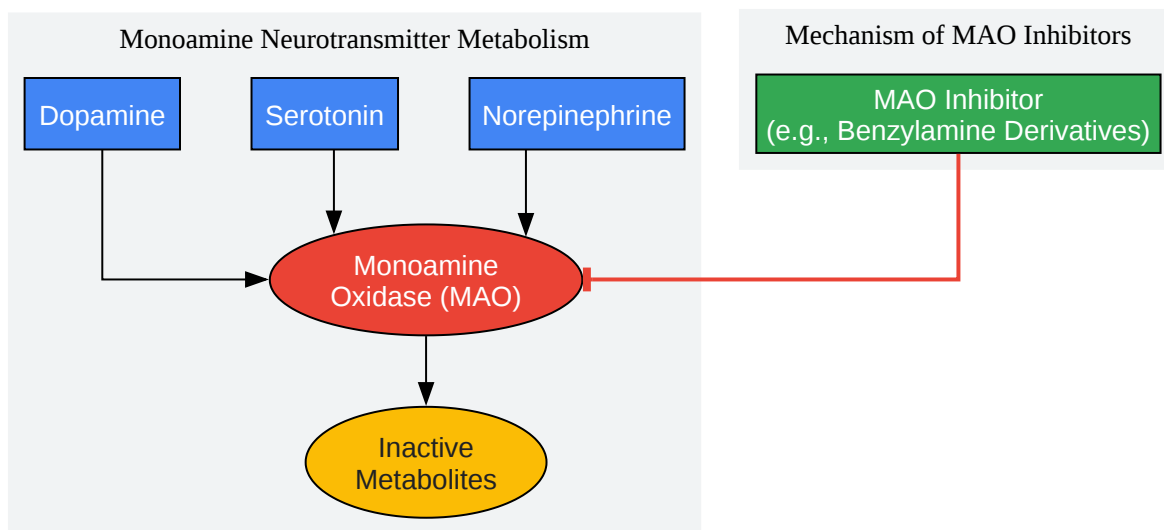 Monoamine Neurotransmitter Metabolism
Mechanism of MAO Inhibitors
Dopamine
Serotonin
Norepinephrine
MAO Inhibitor
(e.g., Benzylamine Derivatives)
Monoamine
Oxidase (MAO)
Inactive
Metabolites